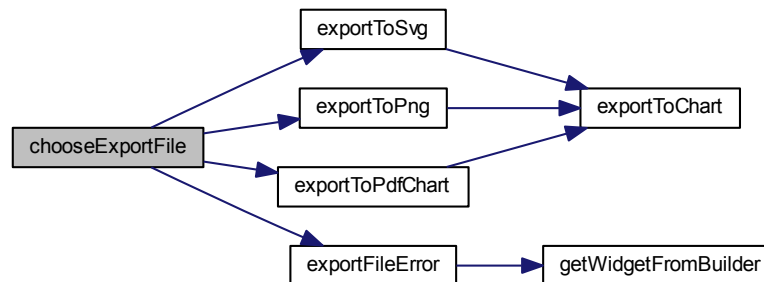 exportToSvg
exportToPng
exportToChart
chooseExportFile
exportToPdfChart
exportFileError
getWidgetFromBuilder